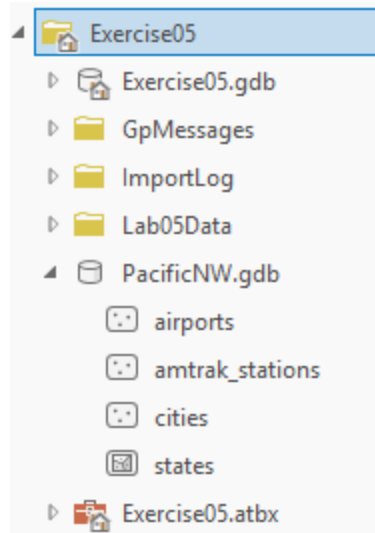 Exercise05
Exercise05.gdb
GpMessages
ImportLog
Lab05Data
PacificNW.gdb
airports
amtrak_stations
cities
states
Exercise05.atbx